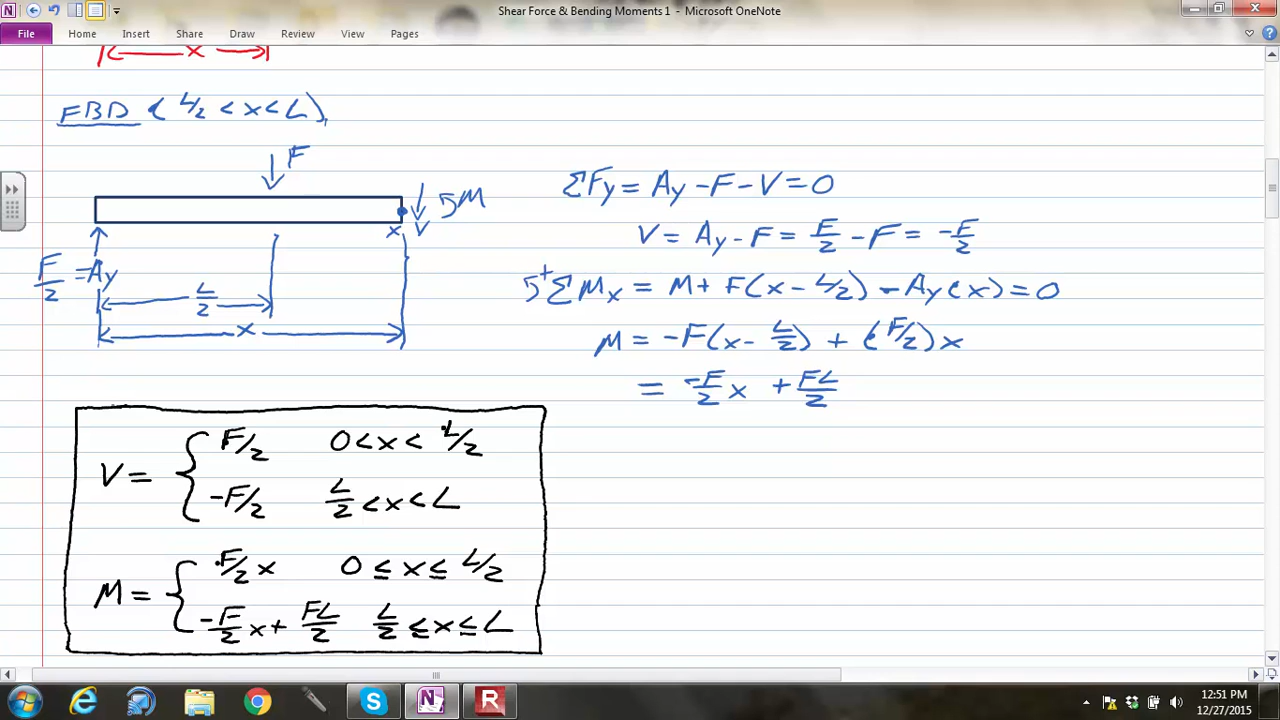 Shear Force & Bending Moments 1 - Microsoft OneNote
File Home Insert Share Draw Review View Pages
x
FBD (L/2 < x < L),
F
M
V
x
F/2 = Ay
L/2
x
ΣFy = Ay - F - V = 0
V = Ay - F = F/2 - F = -F/2
+ΣMx = M + F(x - L/2) - Ay(x) = 0
M = -F(x - L/2) + (F/2)x
= -F/2 x + FL/2
V = { F/2 0 < x < L/2
-F/2 L/2 < x < L
M = { F/2 x 0 ≤ x ≤ L/2
-F/2 x + FL/2 L/2 ≤ x ≤ L
12:51 PM
12/27/2015